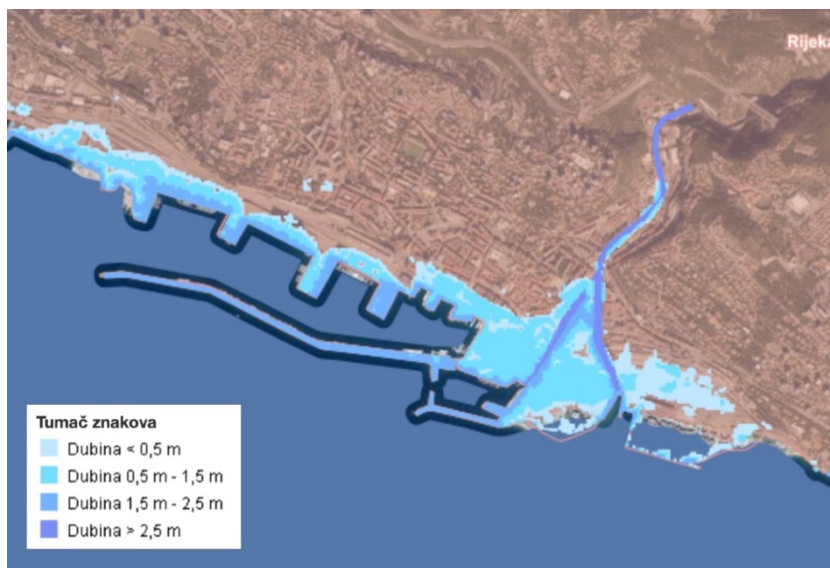 Rijeka
Tumač znakova
Dubina < 0,5 m
Dubina 0,5 m - 1,5 m
Dubina 1,5 m - 2,5 m
Dubina > 2,5 m